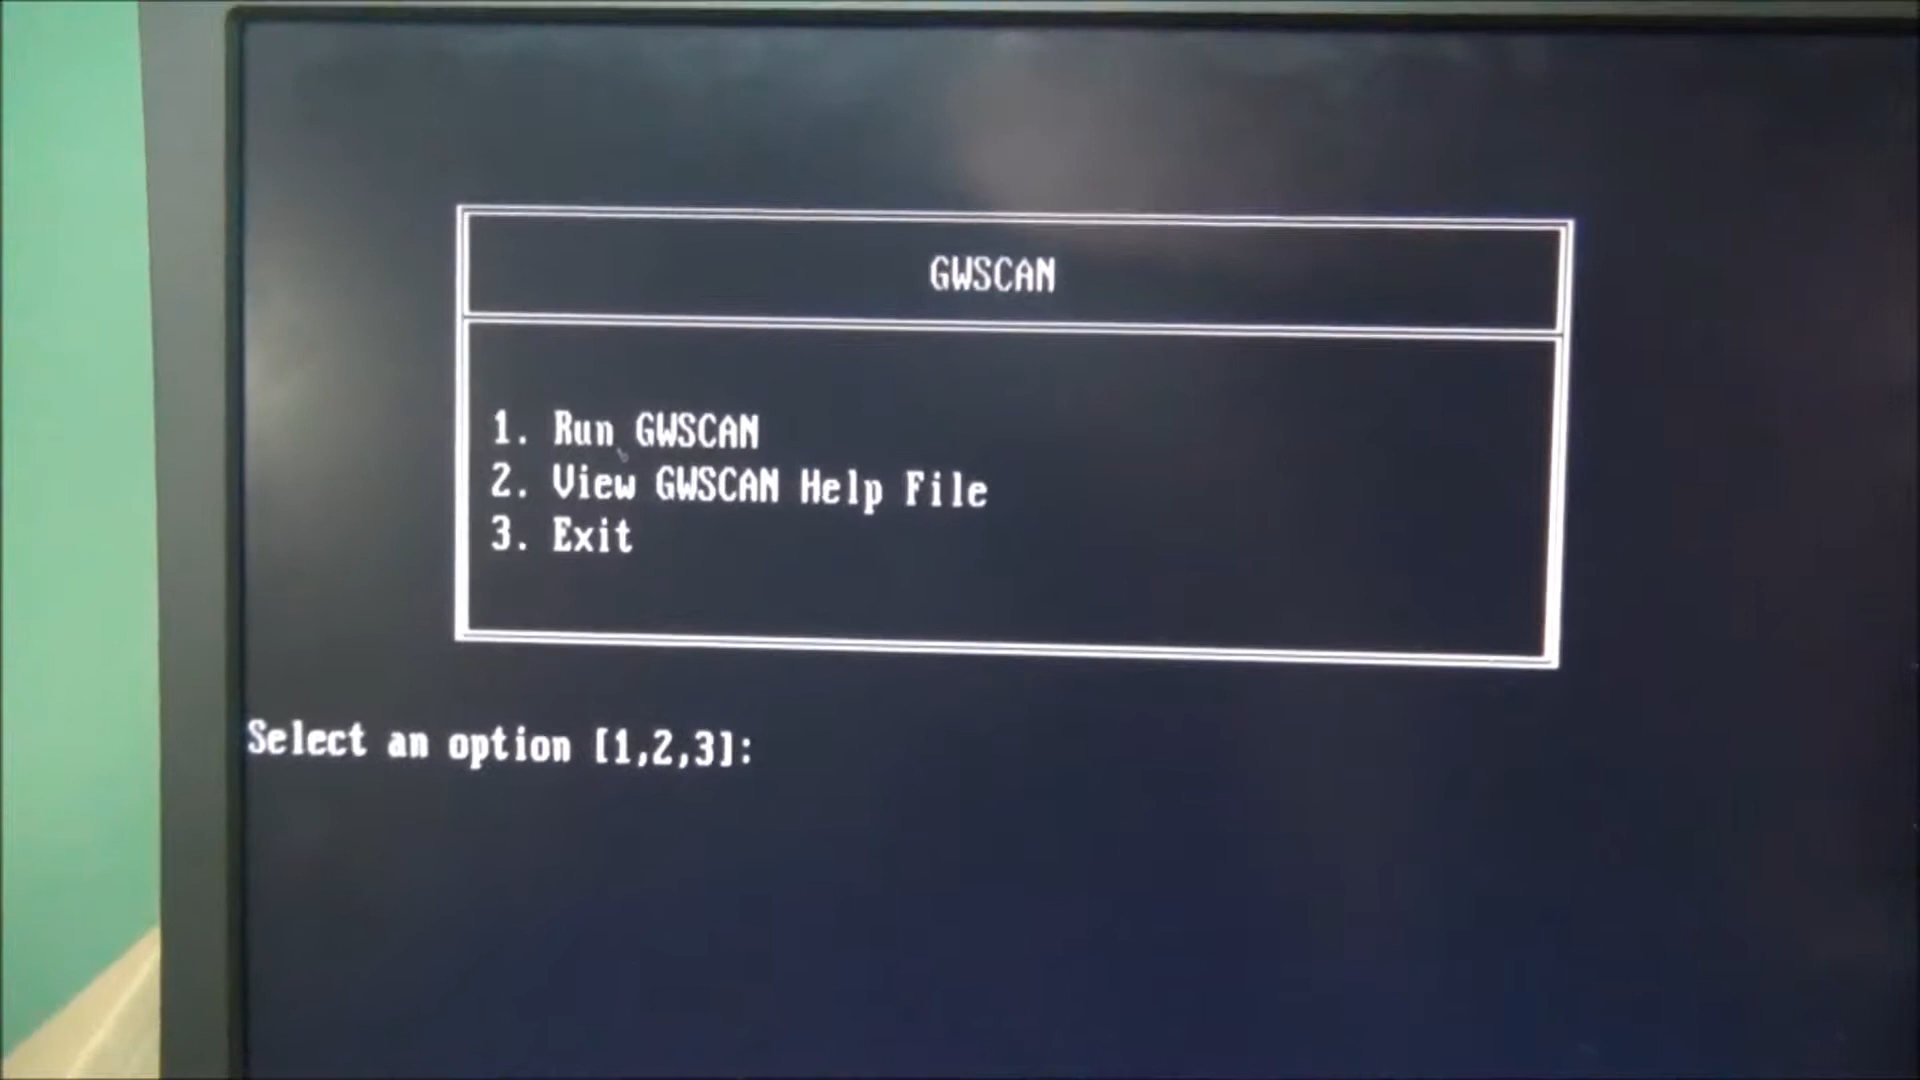 GWSCAN
1. Run GWSCAN
2. View GWSCAN Help File
3. Exit
Select an option [1,2,3]: